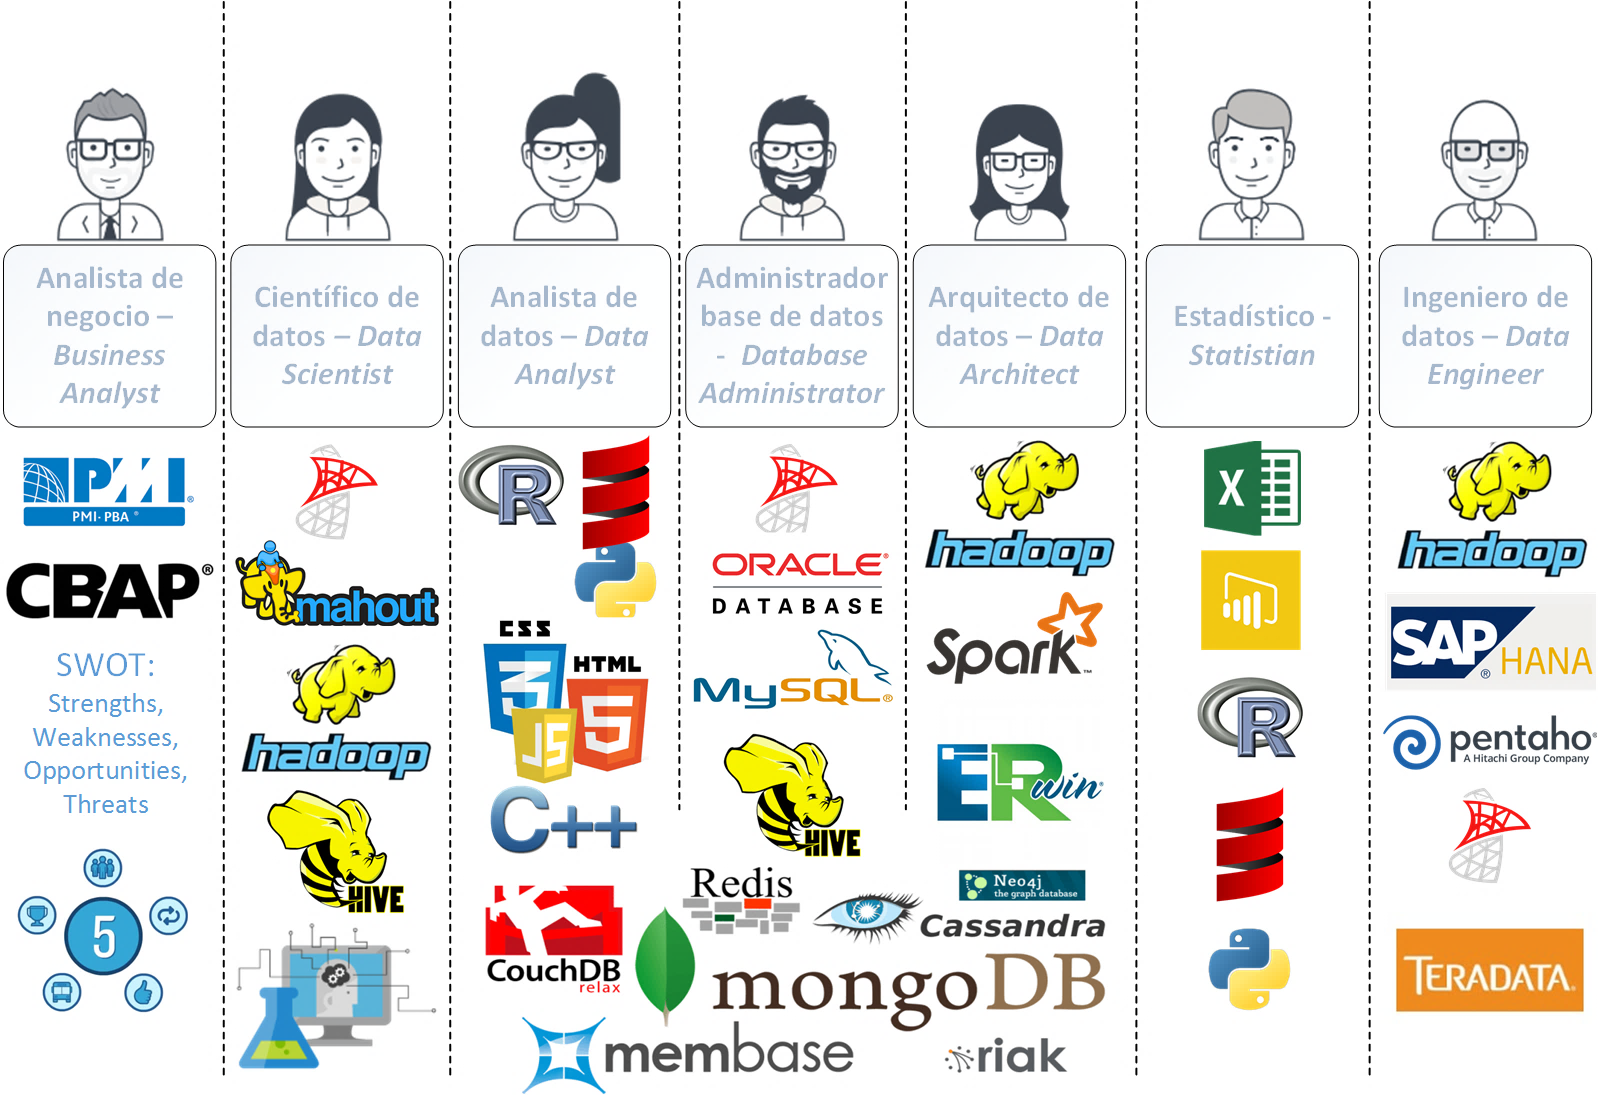 Analista de
negocio –
Business
Analyst
Científico de
datos – Data
Scientist
Analista de
datos – Data
Analyst
Administrador
base de datos
- Database
Administrator
Arquitecto de
datos – Data
Architect
Estadístico -
Statistian
Ingeniero de
datos – Data
Engineer
PMI ®
PMI-PBA ®
CBAP®
SWOT:
Strengths,
Weaknesses,
Opportunities,
Threats
5
mahout
hadoop
HIVE
R
CSS
3
HTML
5
JS
C++
CouchDB
relax
ORACLE®
DATABASE
MySQL®
HIVE
Redis
mongoDB
membase
hadoop
Spark™
ERwin®
Neo4j
the graph database
Cassandra
riak
X
R
hadoop
SAP® HANA
pentaho®
A Hitachi Group Company
TERADATA.